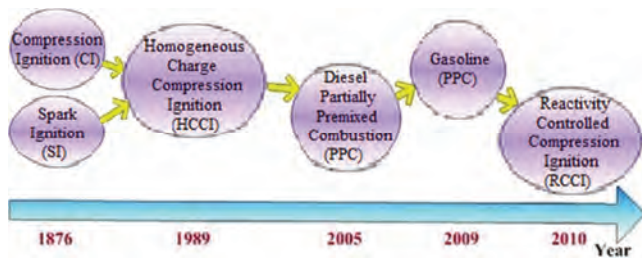 Compression
Ignition (CI)
Spark
Ignition
(SI)
Homogeneous
Charge
Compression
Ignition
(HCCI)
Diesel
Partially
Premixed
Combustion
(PPC)
Gasoline
(PPC)
Reactivity
Controlled
Compression
Ignition
(RCCI)
1876
1989
2005
2009
2010
Year